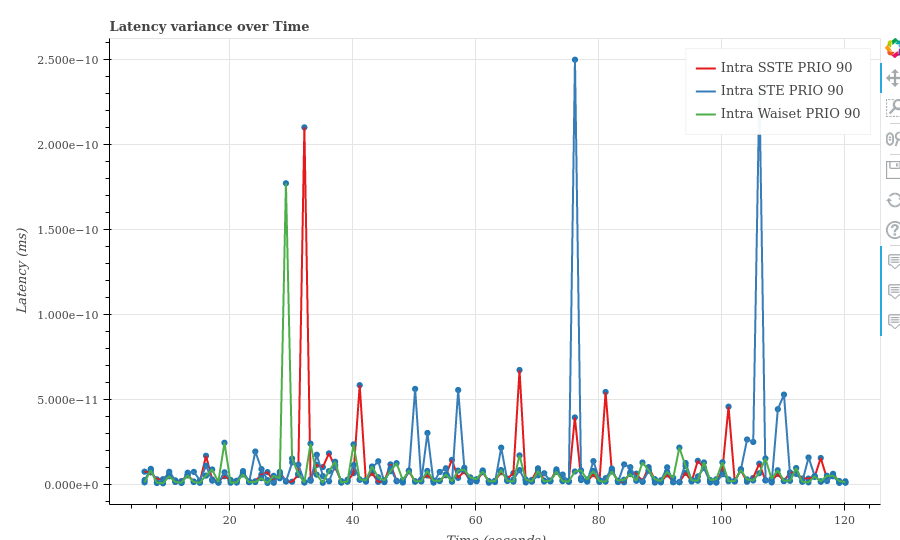 Latency variance over Time
2.500e−10
2.000e−10
1.500e−10
1.000e−10
5.000e−11
0.000e+0
Latency (ms)
Intra SSTE PRIO 90
Intra STE PRIO 90
Intra Waiset PRIO 90
20
40
60
80
100
120
Time (seconds)